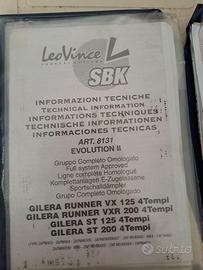 LeoVince
SBK
INFORMAZIONI TECNICHE
TECHNICAL INFORMATION
INFORMATIONS TECHNIQUES
TECHNISCHE INFORMATIONEN
INFORMACIONES TECNICAS
ART. 8131
EVOLUTION II
Gruppo Completo Omologato
Full system Approved
Ligne complète Homologué
Komplettanlagen E-Zugelassene
Sportschalldämpfer
Grupo Completo Omologado
GILERA RUNNER VX 125 4Tempi
GILERA RUNNER VXR 200 4Tempi
GILERA ST 125 4Tempi
GILERA ST 200 4Tempi
subito